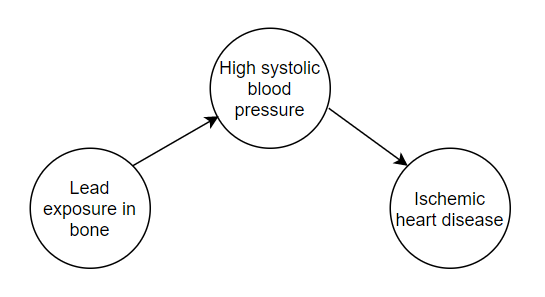 High systolic
blood
pressure
Lead
exposure in
bone
Ischemic
heart disease